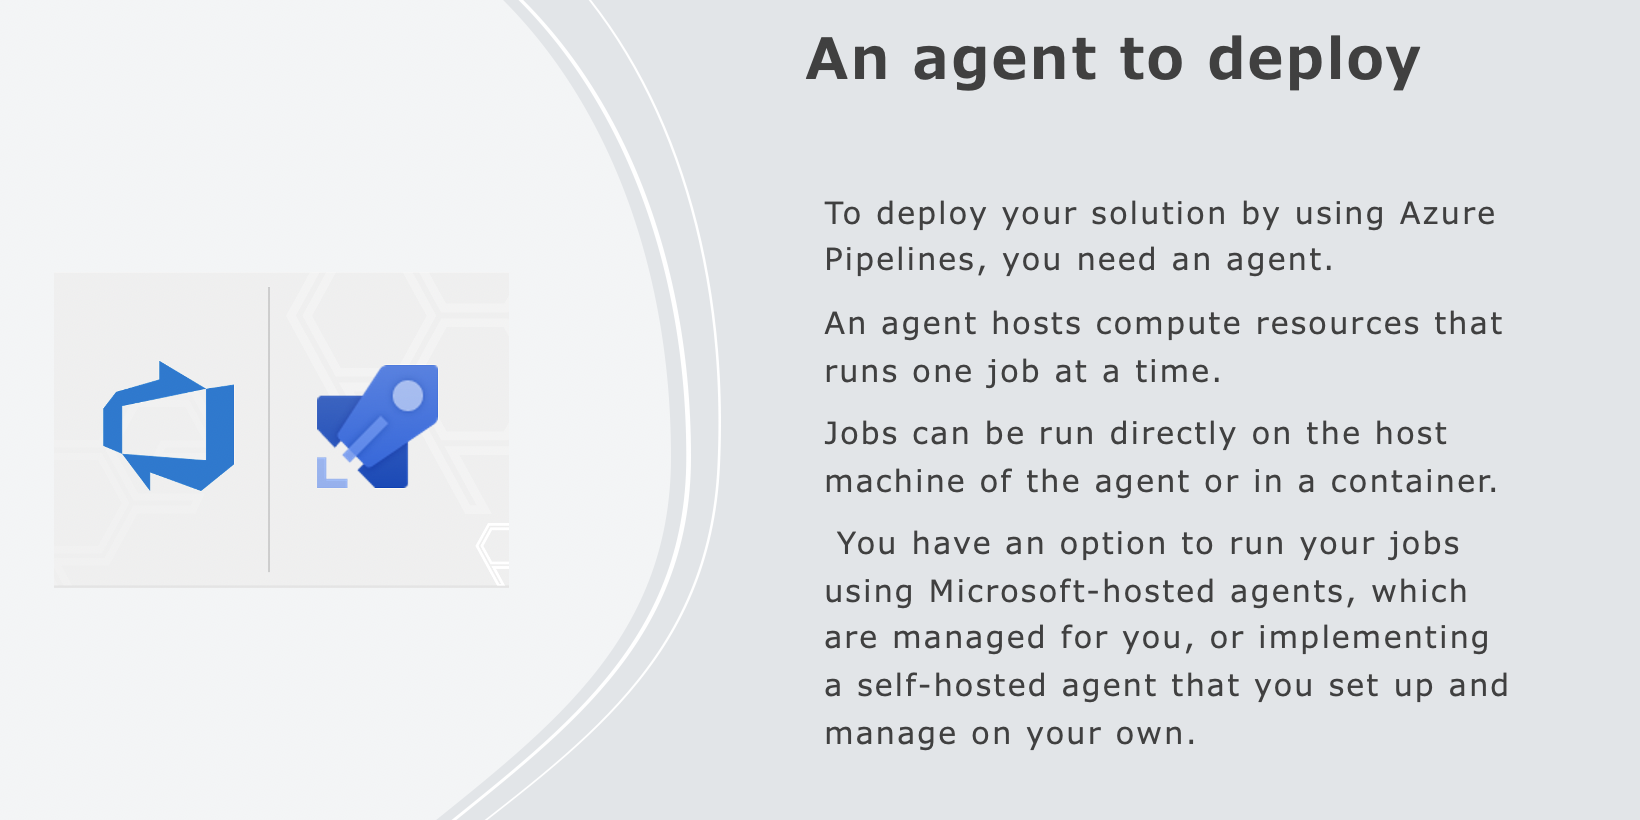 An agent to deploy
To deploy your solution by using Azure
Pipelines, you need an agent.
An agent hosts compute resources that
runs one job at a time.
Jobs can be run directly on the host
machine of the agent or in a container.
You have an option to run your jobs
using Microsoft-hosted agents, which
are managed for you, or implementing
a self-hosted agent that you set up and
manage on your own.